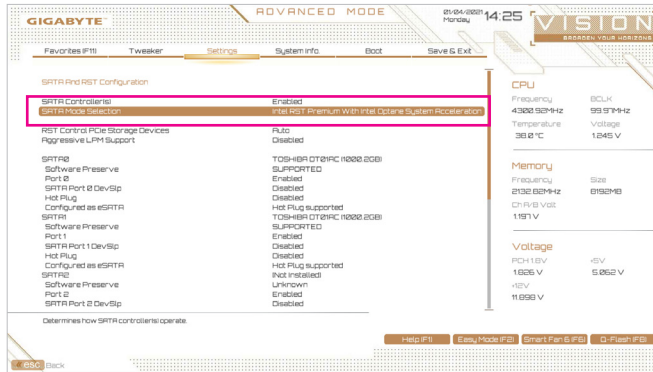 GIGABYTE™ ADVANCED MODE 01/04/2021 Monday 14:25 VISION
BROADEN YOUR HORIZONS
Favorites (F11) Tweaker Settings System Info. Boot Save & Exit
SATA And RST Configuration
SATA Controller(s) Enabled
SATA Mode Selection Intel RST Premium With Intel Optane System Acceleration
RST Control PCIe Storage Devices Auto
Aggressive LPM Support Disabled
SATA0 TOSHIBA DT01AC (1000.2GB)
Software Preserve SUPPORTED
Port 0 Enabled
SATA Port 0 DevSlp Disabled
Hot Plug Disabled
Configured as eSATA Hot Plug supported
SATA1 TOSHIBA DT01AC (1000.2GB)
Software Preserve SUPPORTED
Port 1 Enabled
SATA Port 1 DevSlp Disabled
Hot Plug Disabled
Configured as eSATA Hot Plug supported
SATA2 [Not Installed]
Software Preserve Unknown
Port 2 Enabled
SATA Port 2 DevSlp Disabled
Determines how SATA controller(s) operate.
CPU
Frequency BCLK
4300.92MHz 99.97MHz
Temperature Voltage
38.0 °C 1.245 V
Memory
Frequency Size
2132.82MHz 8192MB
Ch A/B Volt
1.197 V
Voltage
PCH 1.8V +5V
1.826 V 5.062 V
+12V
11.898 V
Help (F1) Easy Mode (F2) Smart Fan 6 (F6) Q-Flash (F8)
esc Back